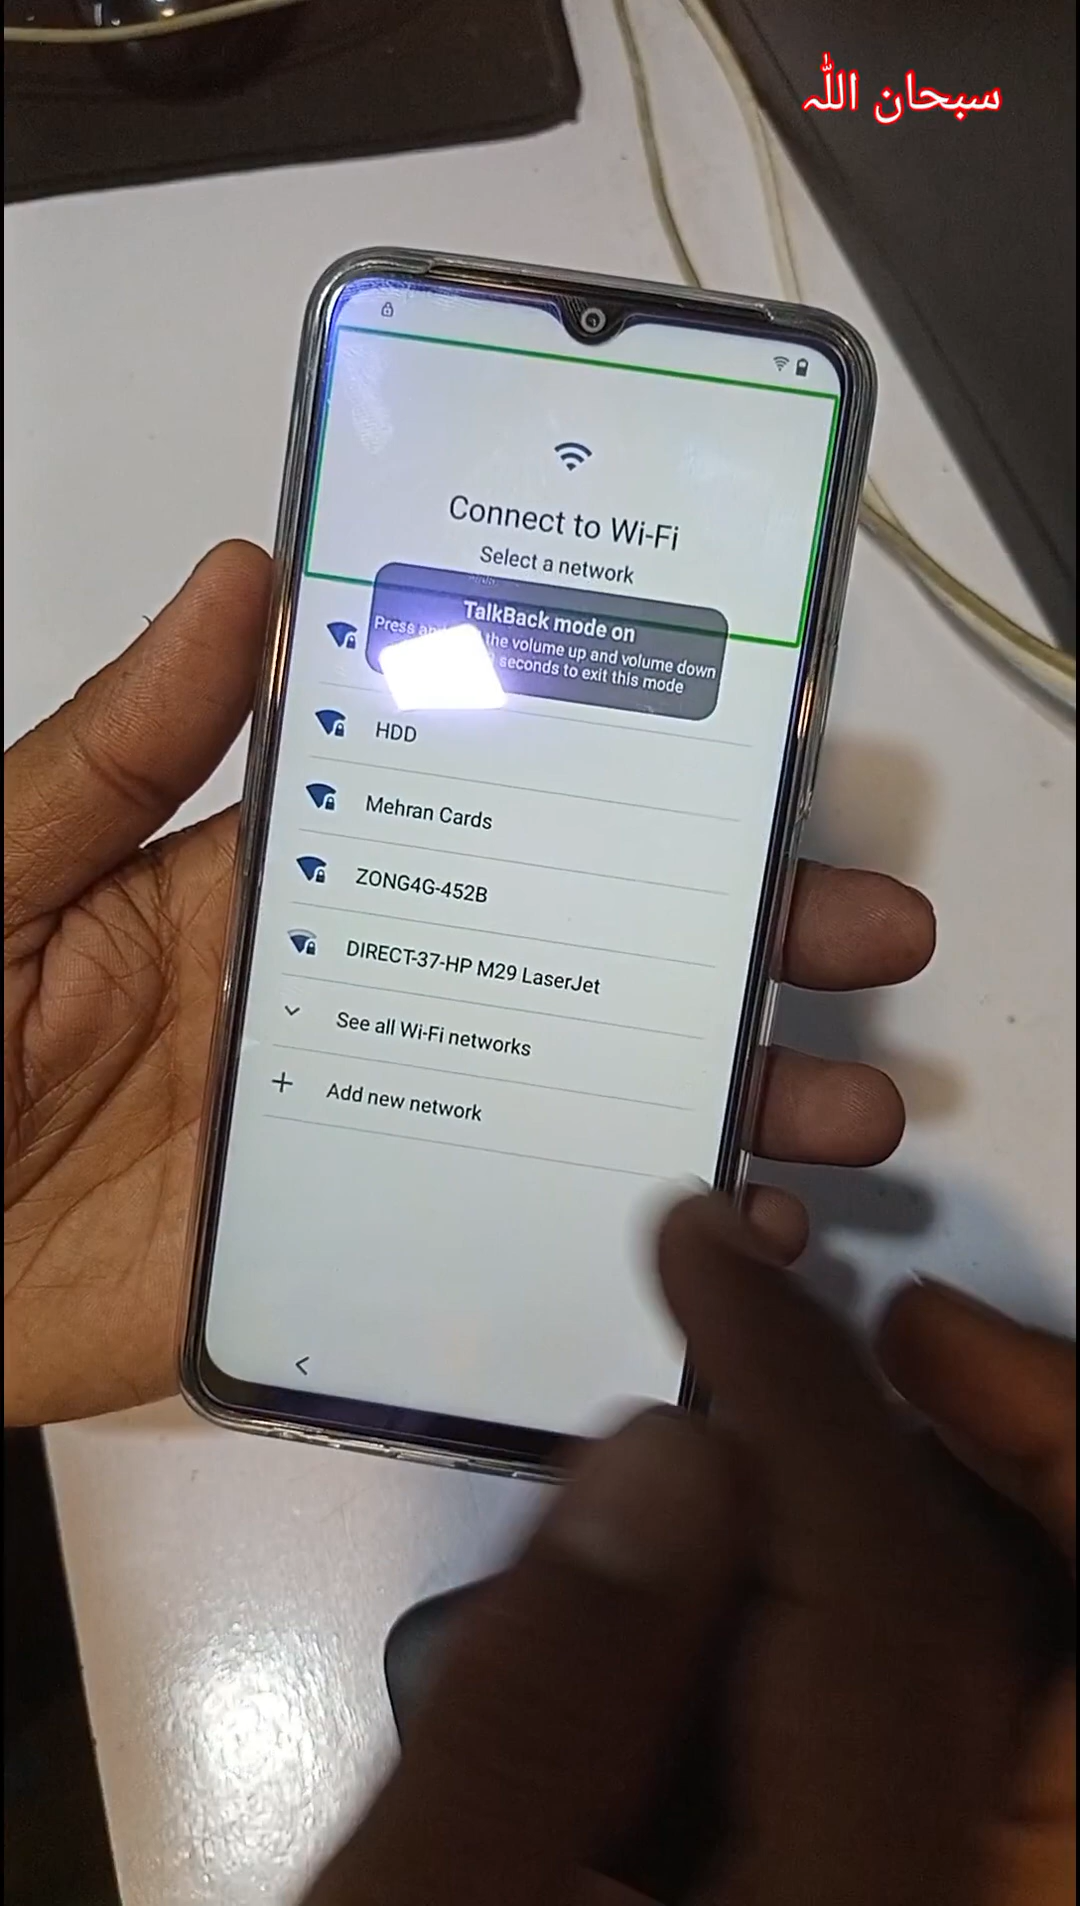 سبحان اللّٰہ
Connect to Wi-Fi
Select a network
TalkBack mode on
Press the volume up and volume down
seconds to exit this mode
HDD
Mehran Cards
ZONG4G-452B
DIRECT-37-HP M29 LaserJet
See all Wi-Fi networks
Add new network